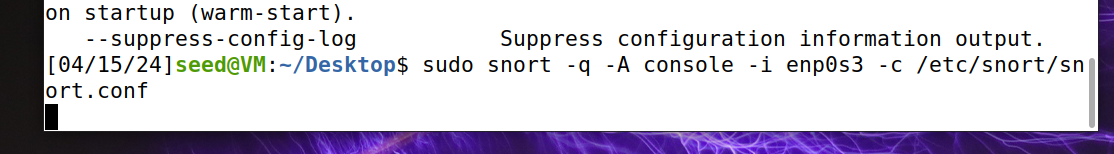 on startup (warm-start).
   --suppress-config-log           Suppress configuration information output.
[04/15/24]seed@VM:~/Desktop$ sudo snort -q -A console -i enp0s3 -c /etc/snort/sn
ort.conf